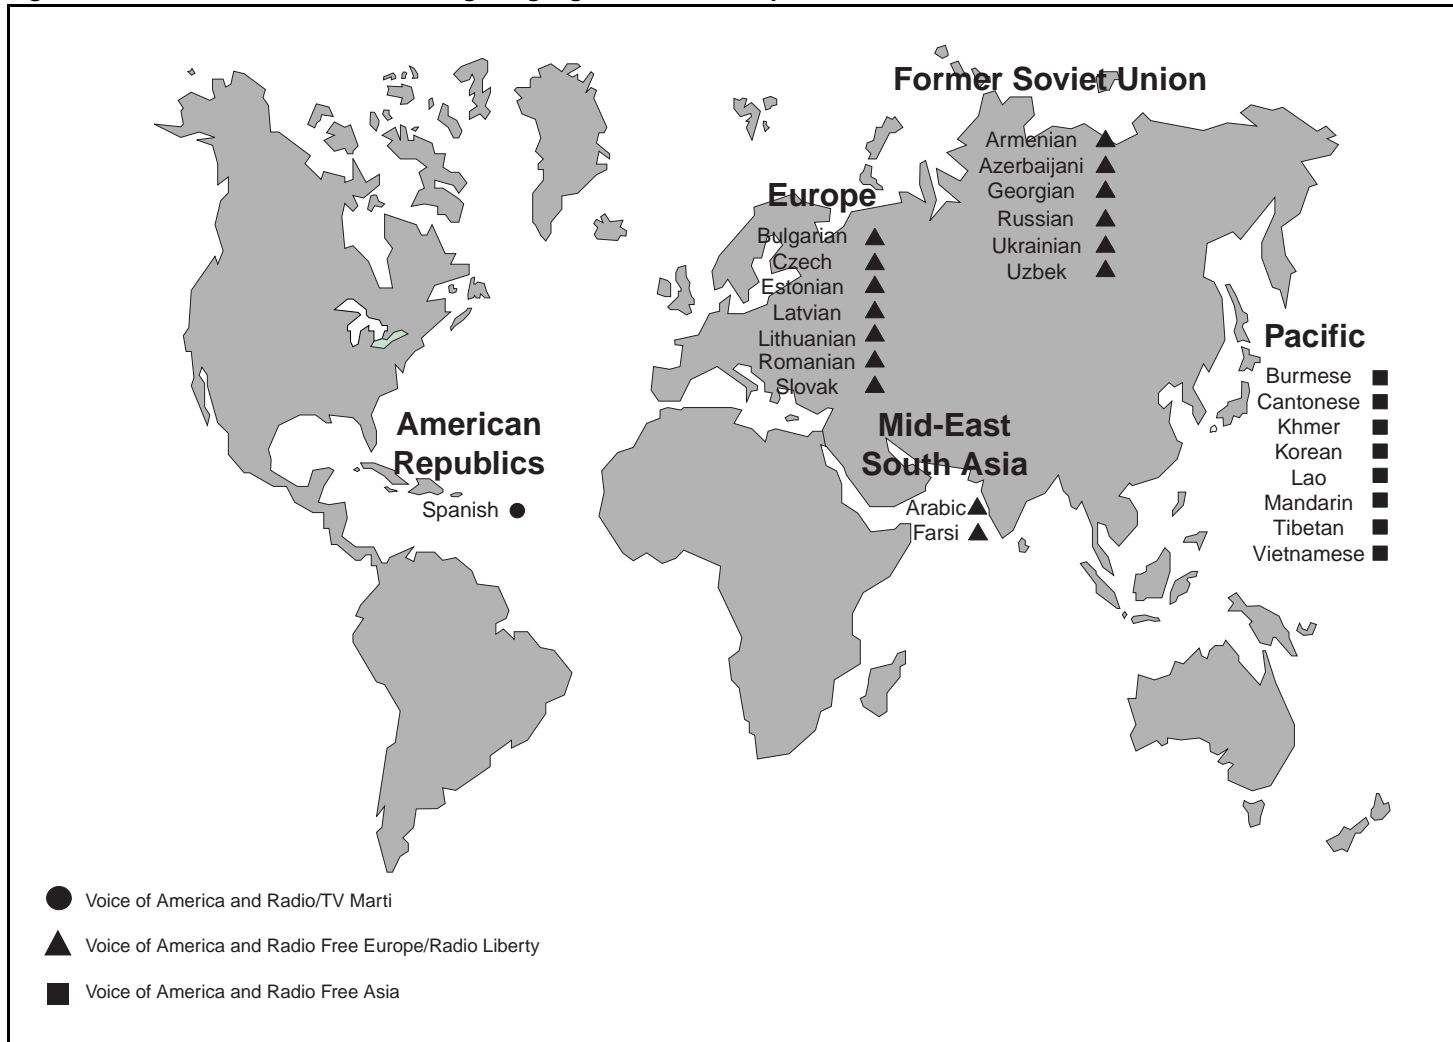 Former Soviet Union
Armenian
Azerbaijani
Georgian
Russian
Ukrainian
Uzbek
Europe
Bulgarian
Czech
Estonian
Latvian
Lithuanian
Romanian
Slovak
Pacific
Burmese
Cantonese
Khmer
Korean
Lao
Mandarin
Tibetan
Vietnamese
American
Republics
Spanish
Mid-East
South Asia
Arabic
Farsi
Voice of America and Radio/TV Marti
Voice of America and Radio Free Europe/Radio Liberty
Voice of America and Radio Free Asia